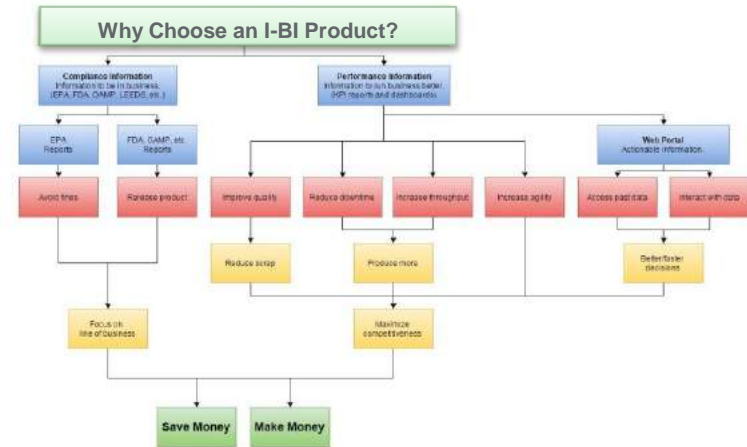 Why Choose an I-BI Product?
Compliance Information
Information to be in business.
(EPA, FDA, GAMP, LEEDS, etc.)
Performance Information
Information to run business better.
(KPI reports and dashboards)
EPA
Reports
FDA, GAMP, etc.
Reports
Web Portal
Actionable information.
Avoid fines
Release product
Improve quality
Reduce downtime
Increase throughput
Increase agility
Access past data
Interact with data
Reduce scrap
Produce more
Better/faster
decisions
Focus on
line of business
Maximize
competitiveness
Save Money
Make Money